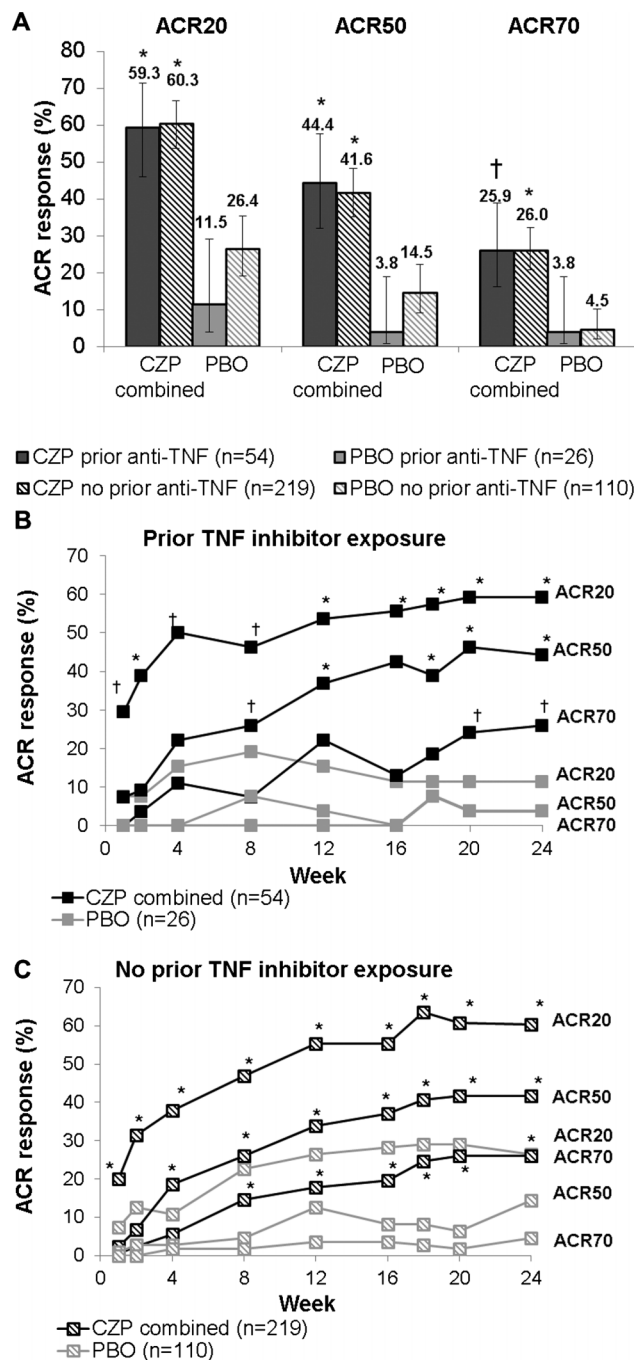 A
ACR20 ACR50 ACR70
ACR response (%)
80
70
60
50
40
30
20
10
0
* 59.3
* 60.3
11.5
26.4
* 44.4
* 41.6
3.8
14.5
† 25.9
* 26.0
3.8
4.5
CZP combined PBO CZP combined PBO CZP combined PBO
CZP prior anti-TNF (n=54) PBO prior anti-TNF (n=26)
CZP no prior anti-TNF (n=219) PBO no prior anti-TNF (n=110)
B
Prior TNF inhibitor exposure
ACR response (%)
70
60
50
40
30
20
10
0
† * † † * * * * * ACR20
† * * * * ACR50
† † ACR70
ACR20
ACR50
ACR70
0 4 8 12 16 20 24
Week
CZP combined (n=54)
PBO (n=26)
C
No prior TNF inhibitor exposure
ACR response (%)
70
60
50
40
30
20
10
0
* * * * * * * * * ACR20
* * * * * * * ACR50
ACR20
* * * * * * ACR70
ACR50
ACR70
0 4 8 12 16 20 24
Week
CZP combined (n=219)
PBO (n=110)